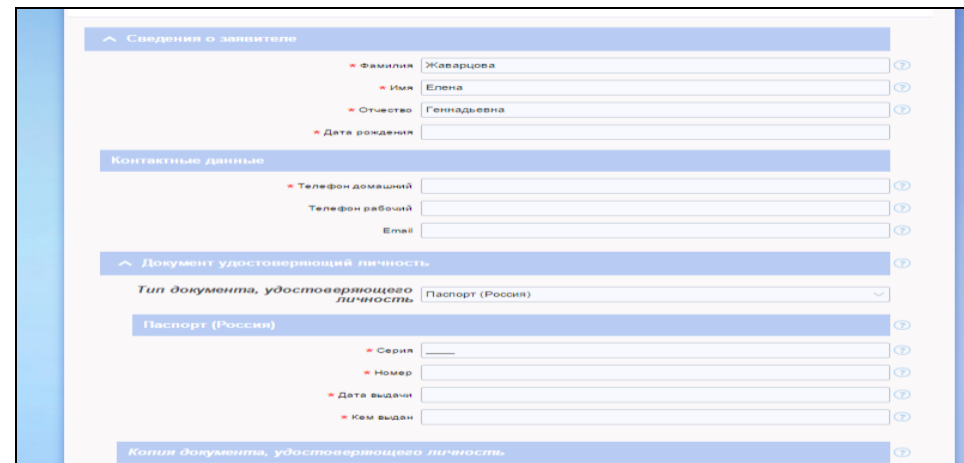 Сведения о заявителе
* Фамилия Жаварцова
* Имя Елена
* Отчество Геннадьевна
* Дата рождения
Контактные данные
* Телефон домашний
Телефон рабочий
Email
Документ удостоверяющий личность
Тип документа, удостоверяющего
личность Паспорт (Россия)
Паспорт (Россия)
* Серия ____
* Номер
* Дата выдачи
* Кем выдан
Копия документа, удостоверяющего личность